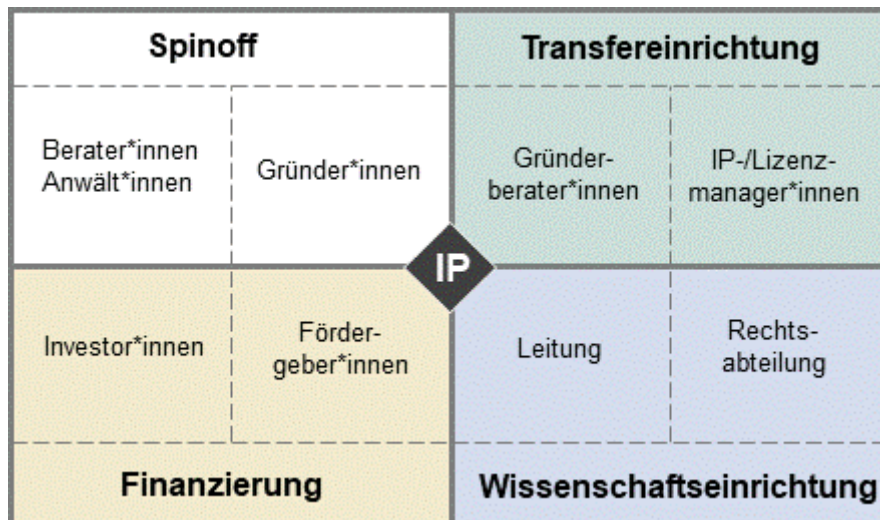 Spinoff
Transfereinrichtung
Berater*innen
Anwält*innen
Gründer*innen
Gründer-
berater*innen
IP-/Lizenz-
manager*innen
IP
Investor*innen
Förder-
geber*innen
Leitung
Rechts-
abteilung
Finanzierung
Wissenschaftseinrichtung